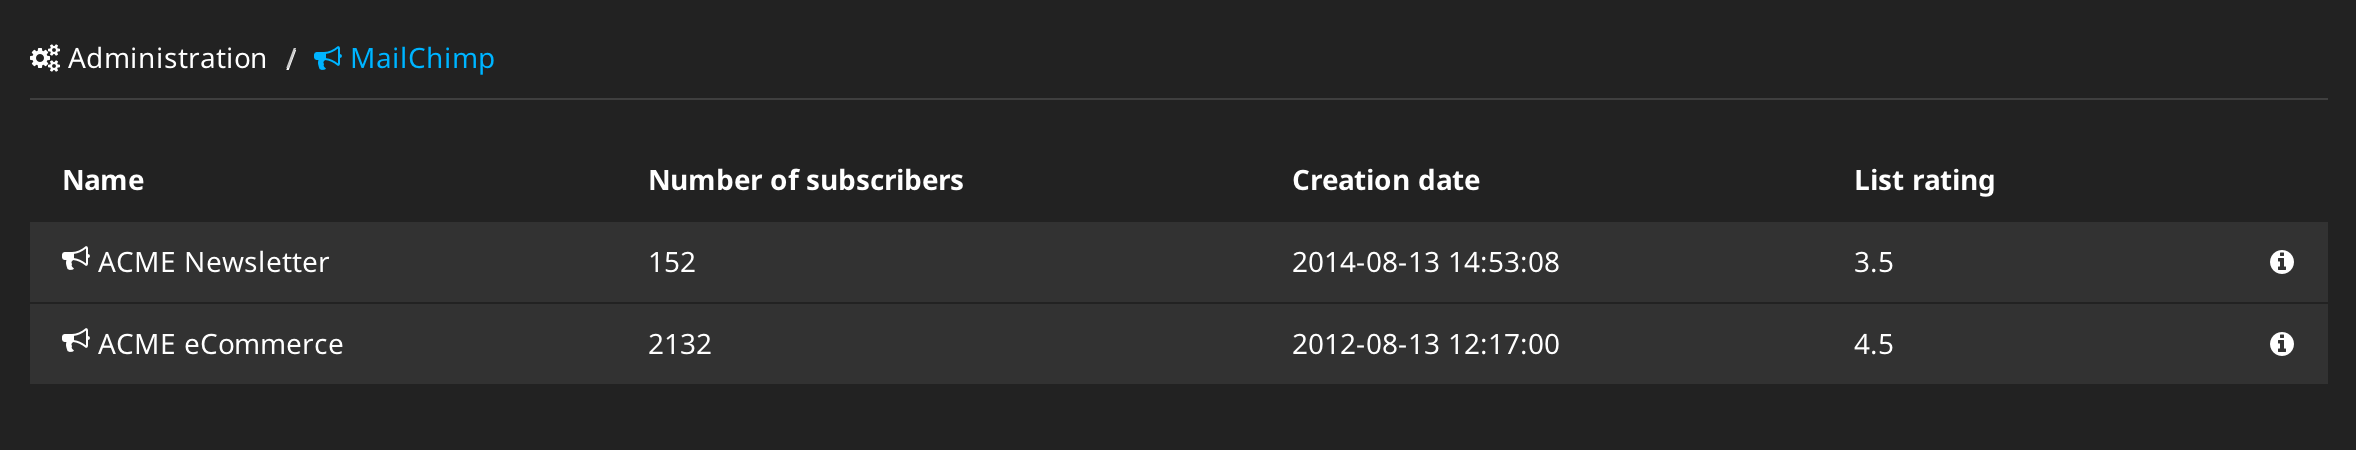 Administration / MailChimp
Name Number of subscribers Creation date List rating
ACME Newsletter 152 2014-08-13 14:53:08 3.5
ACME eCommerce 2132 2012-08-13 12:17:00 4.5